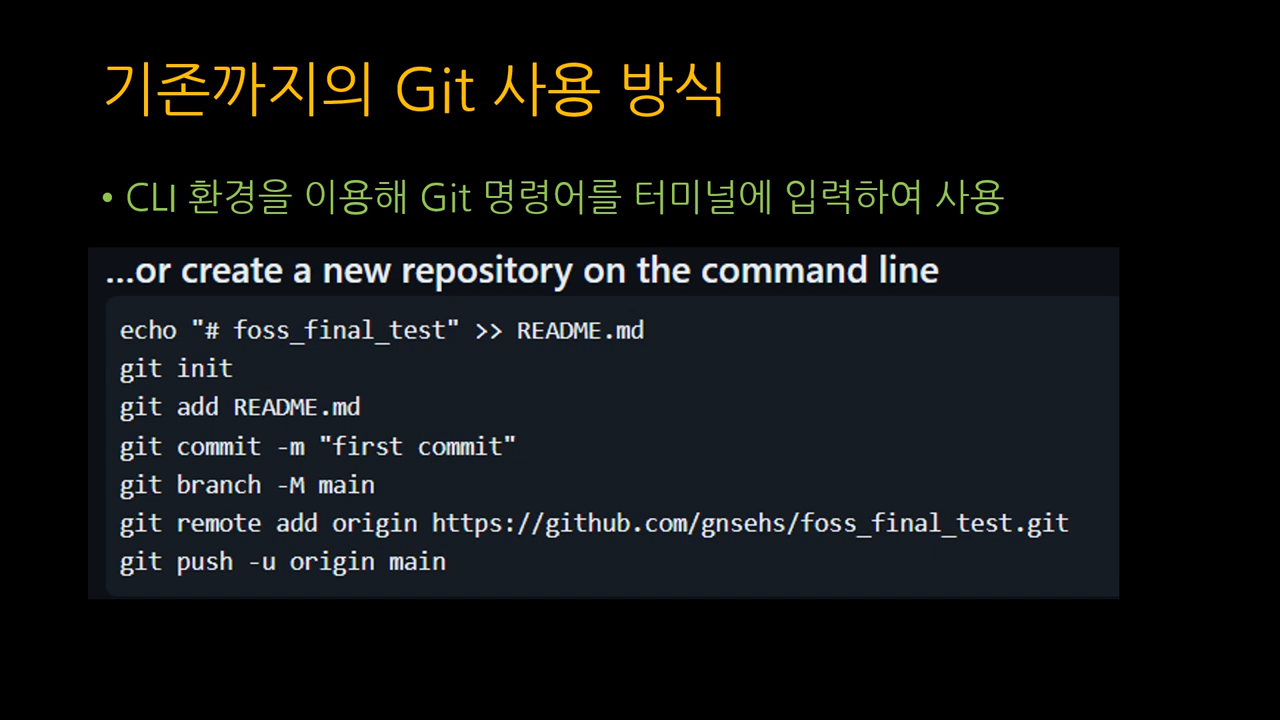 기존까지의 Git 사용 방식
• CLI 환경을 이용해 Git 명령어를 터미널에 입력하여 사용
...or create a new repository on the command line
echo "# foss_final_test" >> README.md
git init
git add README.md
git commit -m "first commit"
git branch -M main
git remote add origin https://github.com/gnsehs/foss_final_test.git
git push -u origin main